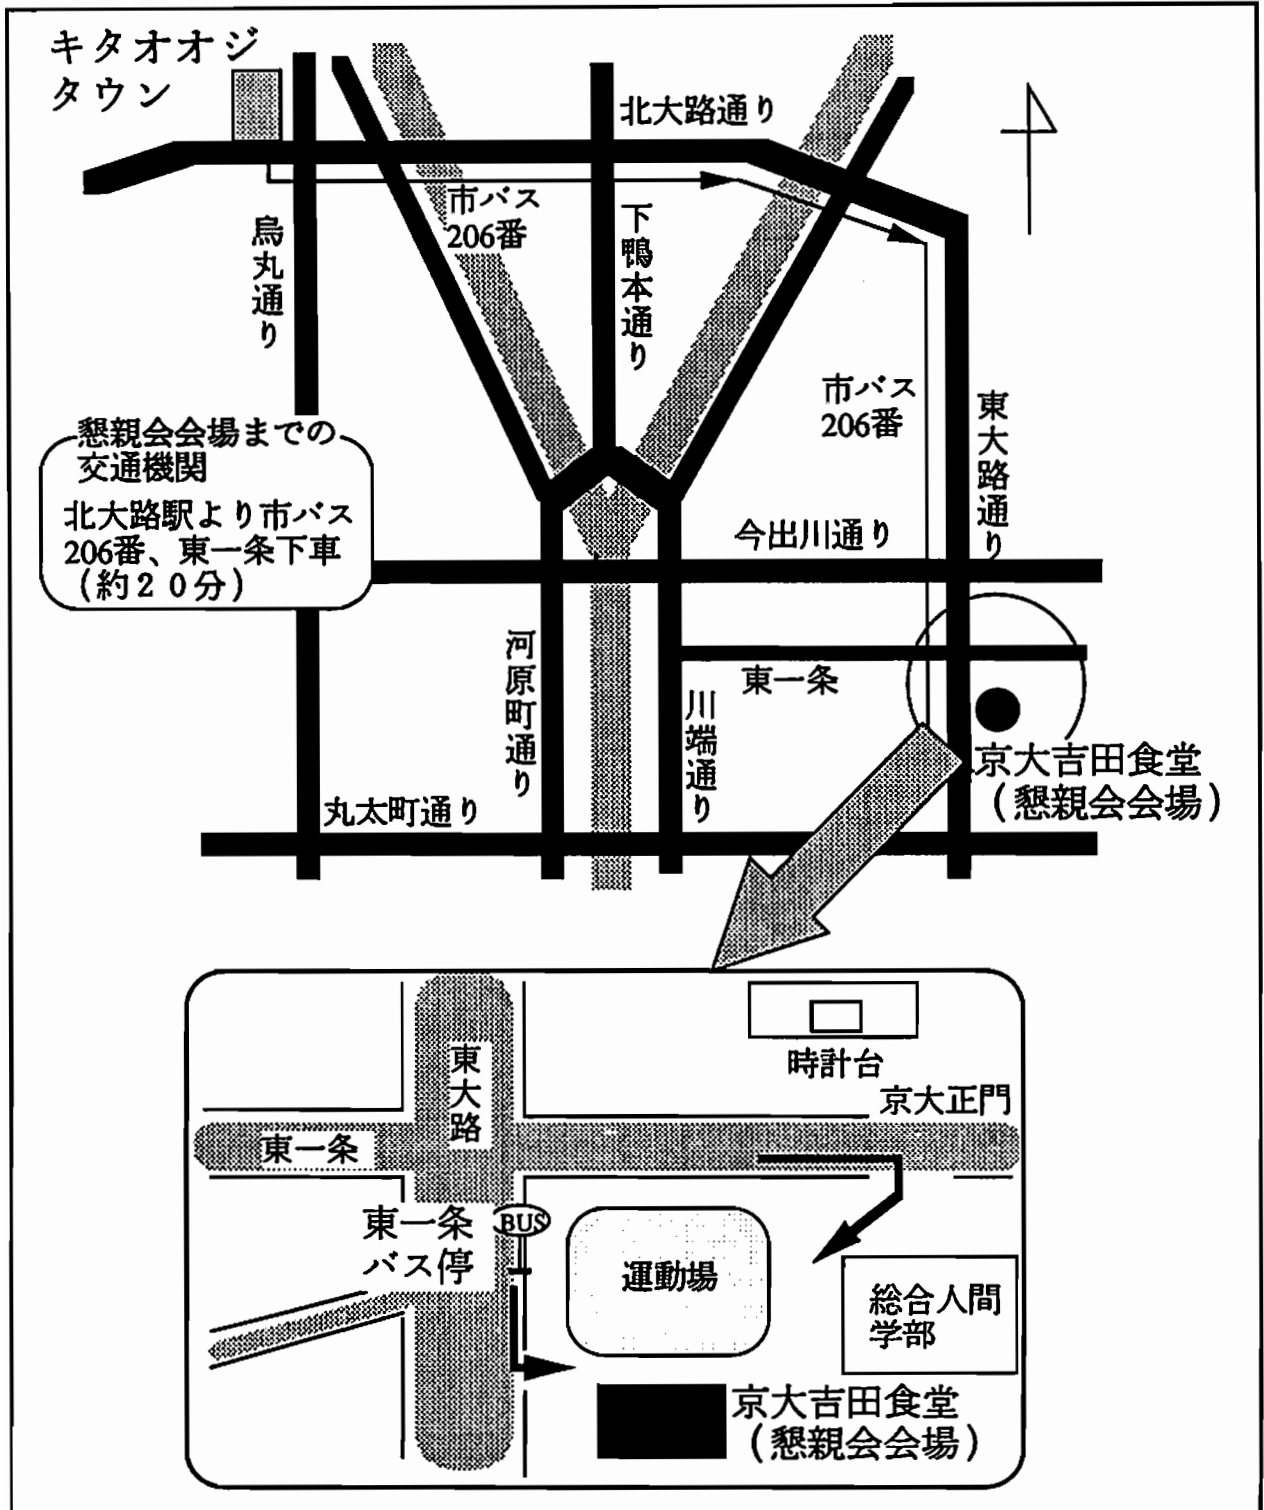 キタオオジ
タウン
北大路通り
市バス
206番
烏丸通り
下鴨本通り
市バス
206番
東大路通り
懇親会会場までの
交通機関
北大路駅より市バス
206番、東一条下車
(約20分)
今出川通り
河原町通り
東一条
川端通り
京大吉田食堂
(懇親会会場)
丸太町通り
時計台
東大路
京大正門
東一条
東一条
バス停
BUS
運動場
総合人間
学部
京大吉田食堂
(懇親会会場)